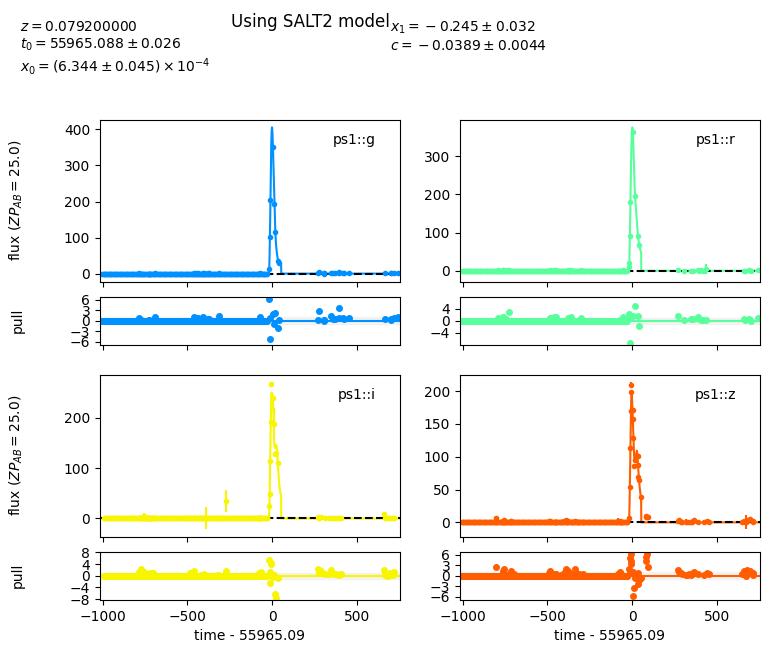 Using SALT2 model
z = 0.079200000
t₀ = 55965.088 ± 0.026
x₀ = (6.344 ± 0.045) × 10⁻⁴
x₁ = −0.245 ± 0.032
c = −0.0389 ± 0.0044
flux (ZP_AB = 25.0)
400
300
200
100
0
ps1::g
300
200
100
0
ps1::r
pull
6
3
0
−3
−6
4
0
−4
flux (ZP_AB = 25.0)
200
100
0
ps1::i
200
150
100
50
0
ps1::z
pull
8
4
0
−4
−8
6
3
0
−3
−6
−1000 −500 0 500
−1000 −500 0 500
time - 55965.09
time - 55965.09